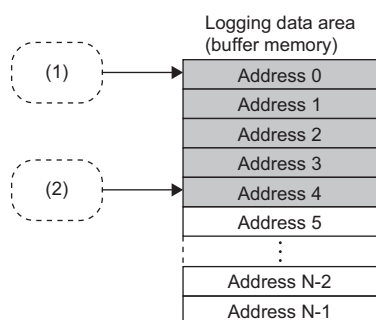 Logging data area
(buffer memory)
(1)
Address 0
Address 1
Address 2
Address 3
(2)
Address 4
Address 5
⋮
Address N-2
Address N-1